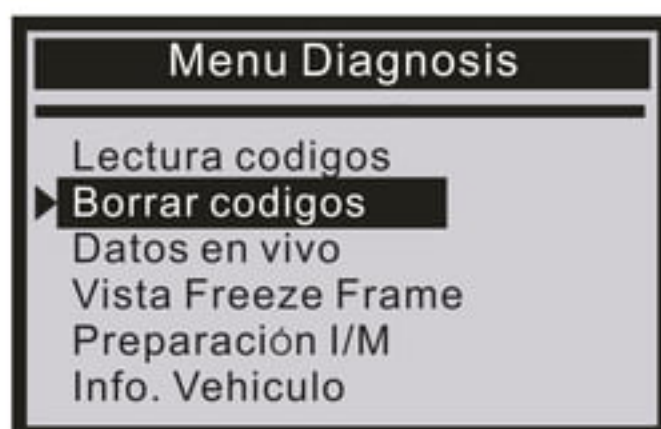 Menu Diagnosis
Lectura codigos
Borrar codigos
Datos en vivo
Vista Freeze Frame
Preparación I/M
Info. Vehiculo